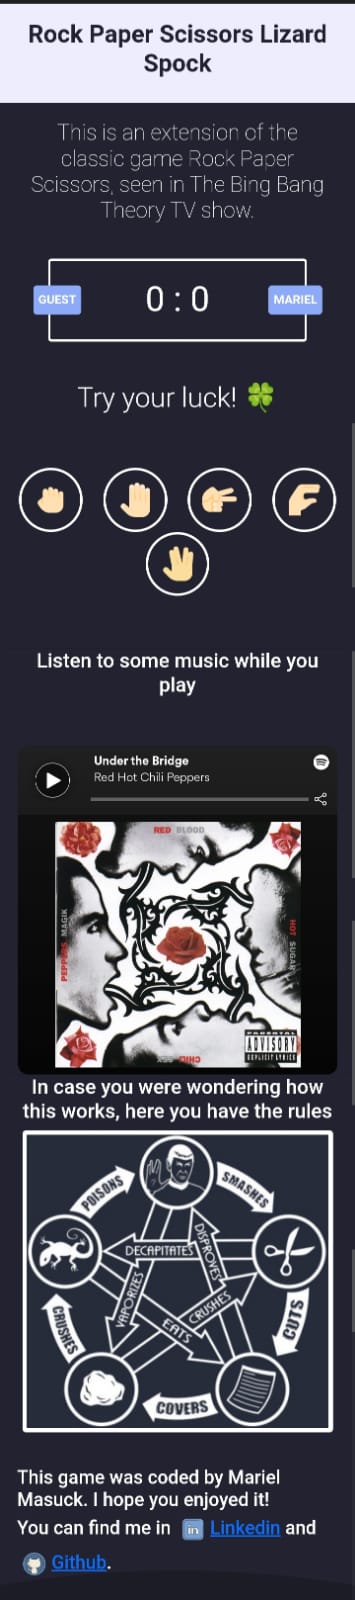 Rock Paper Scissors Lizard
Spock
This is an extension of the
classic game Rock Paper
Scissors, seen in The Bing Bang
Theory TV show.
GUEST
0 : 0
MARIEL
Try your luck! 🍀
Listen to some music while you
play
Under the Bridge
Red Hot Chili Peppers
RED BLOOD
PEPPERS MAGIK
HOT SUGAR
CHILI SEX
PARENTAL
ADVISORY
EXPLICIT LYRICS
In case you were wondering how
this works, here you have the rules
POISONS
SMASHES
DECAPITATES
DISPROVES
VAPORIZES
CRUSHES
EATS
CRUSHES
CUTS
COVERS
This game was coded by Mariel
Masuck. I hope you enjoyed it!
You can find me in in Linkedin and
Github.